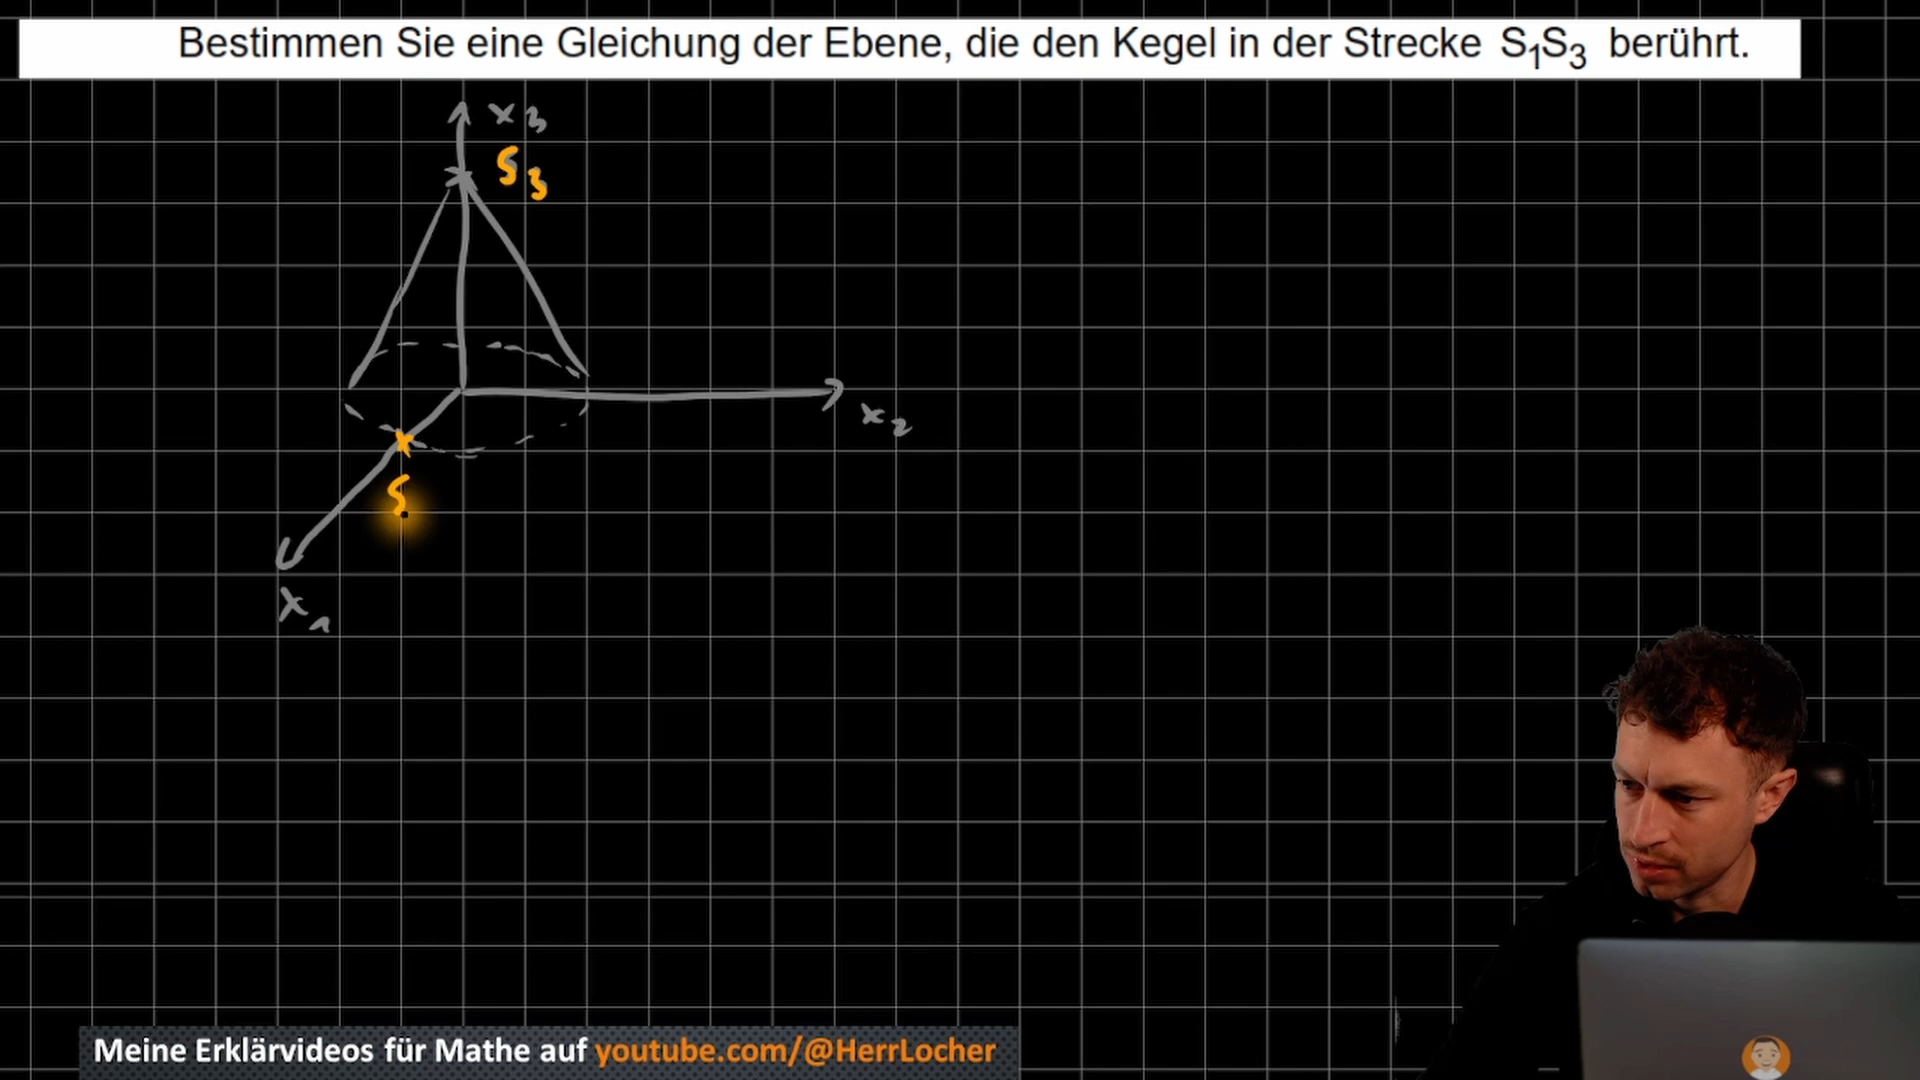 Bestimmen Sie eine Gleichung der Ebene, die den Kegel in der Strecke S₁S₃ berührt.
x₃
S₃
x₂
S
x₁
Meine Erklärvideos für Mathe auf youtube.com/@HerrLocher